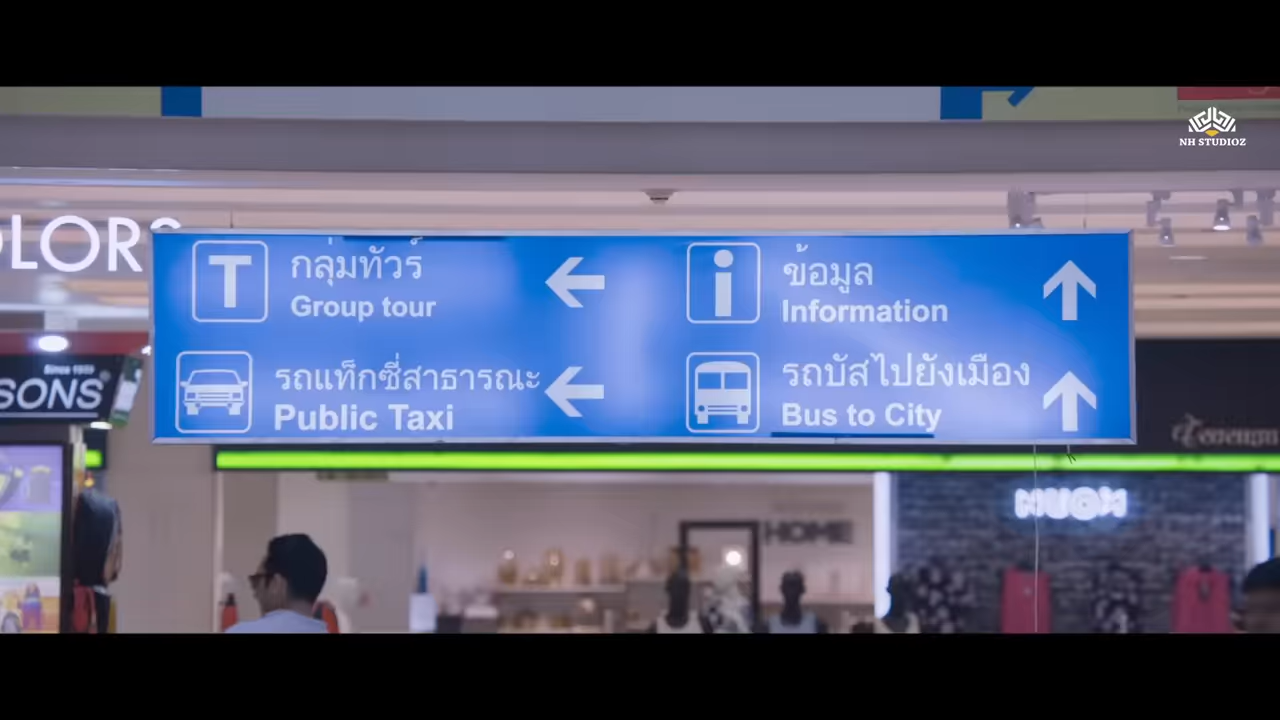 NH STUDIOZ
OLORS
T
กลุ่มทัวร์
Group tour
i
ข้อมูล
Information
Since 1959
SONS
รถแท็กซี่สาธารณะ
Public Taxi
รถบัสไปยังเมือง
Bus to City
HOME